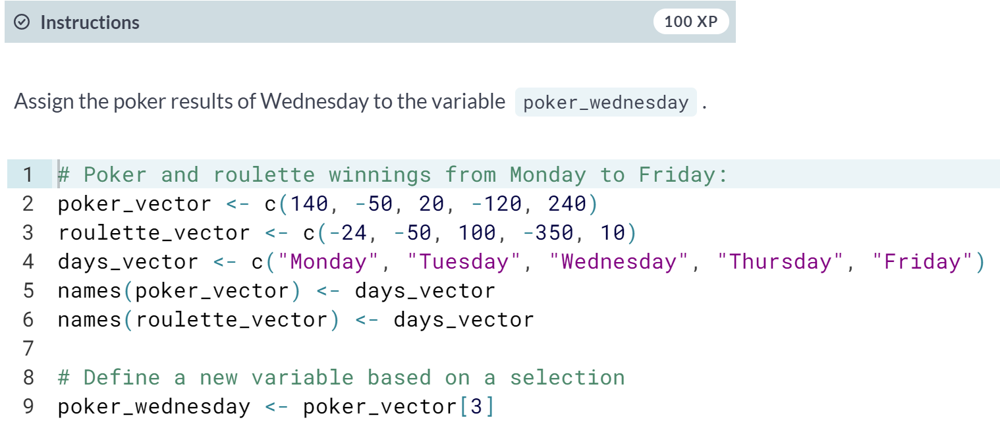 Instructions
100 XP
Assign the poker results of Wednesday to the variable poker_wednesday .
1 # Poker and roulette winnings from Monday to Friday:
2 poker_vector <- c(140, -50, 20, -120, 240)
3 roulette_vector <- c(-24, -50, 100, -350, 10)
4 days_vector <- c("Monday", "Tuesday", "Wednesday", "Thursday", "Friday")
5 names(poker_vector) <- days_vector
6 names(roulette_vector) <- days_vector
7
8 # Define a new variable based on a selection
9 poker_wednesday <- poker_vector[3]